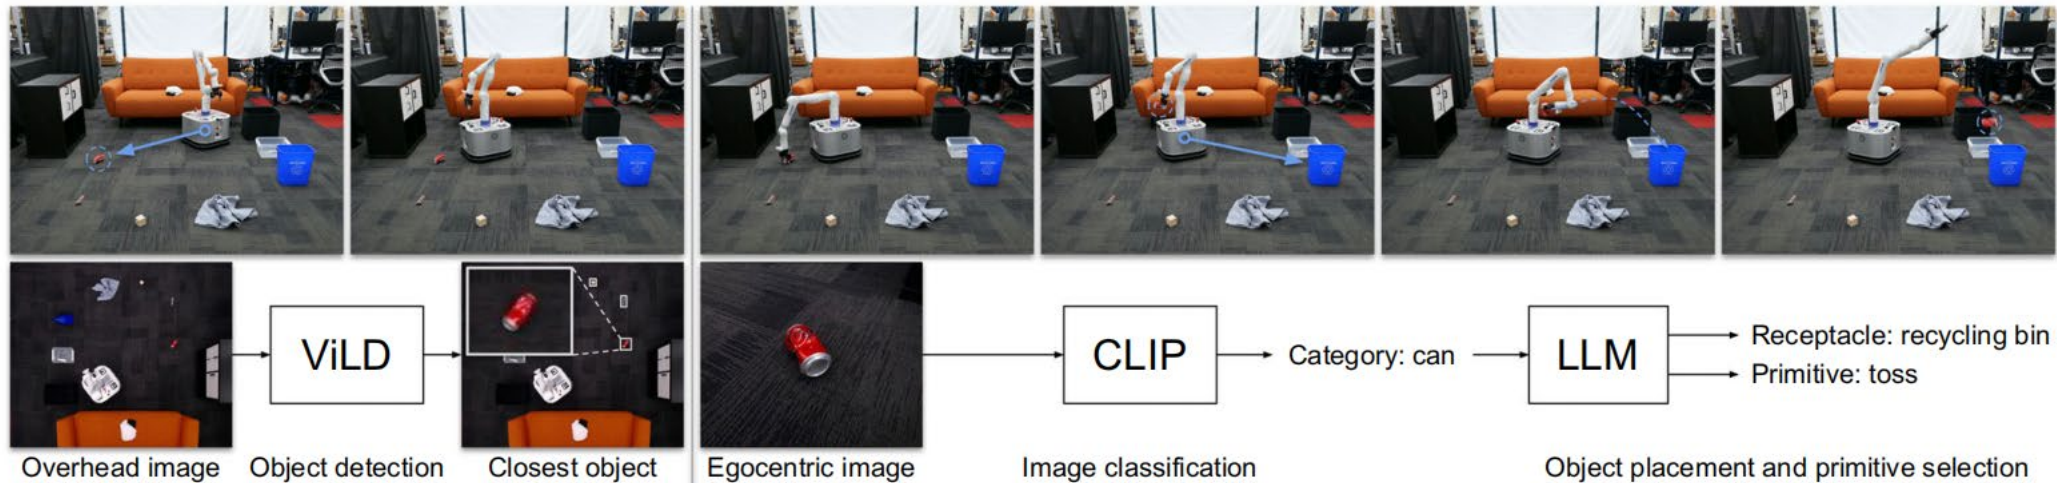 ViLD
CLIP
Category: can
LLM
Receptacle: recycling bin
Primitive: toss
Overhead image
Object detection
Closest object
Egocentric image
Image classification
Object placement and primitive selection